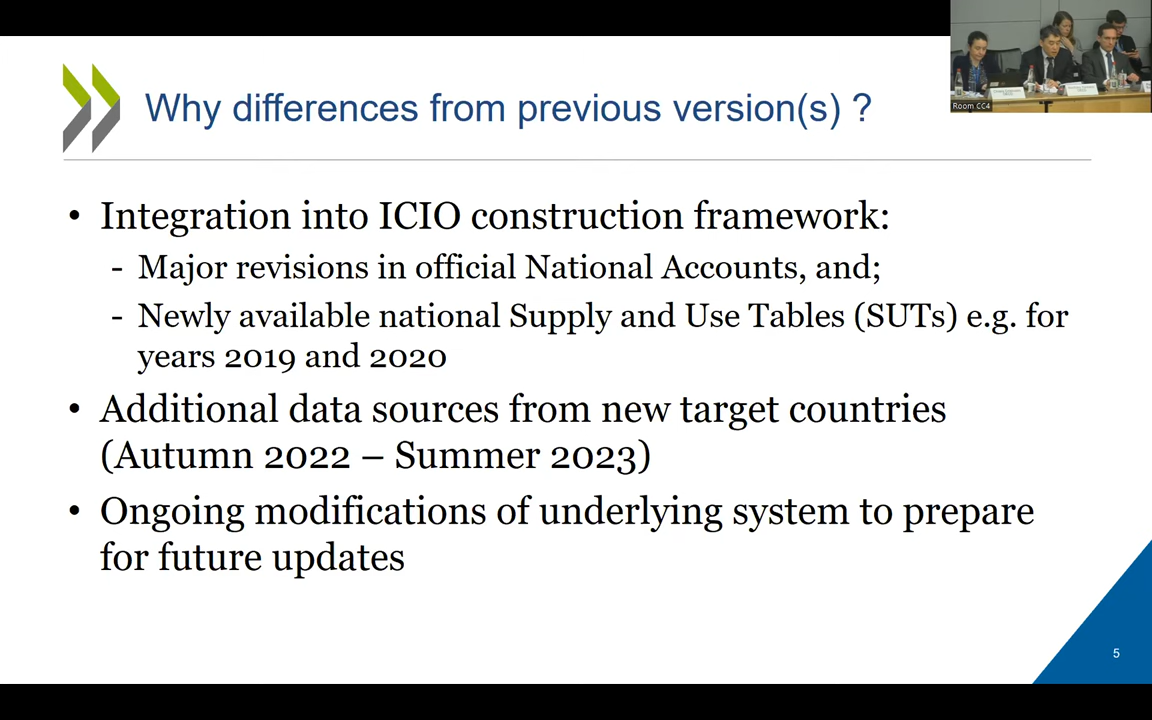 Why differences from previous version(s) ?
Room CC4
• Integration into ICIO construction framework:
- Major revisions in official National Accounts, and;
- Newly available national Supply and Use Tables (SUTs) e.g. for
years 2019 and 2020
• Additional data sources from new target countries
(Autumn 2022 – Summer 2023)
• Ongoing modifications of underlying system to prepare
for future updates
5